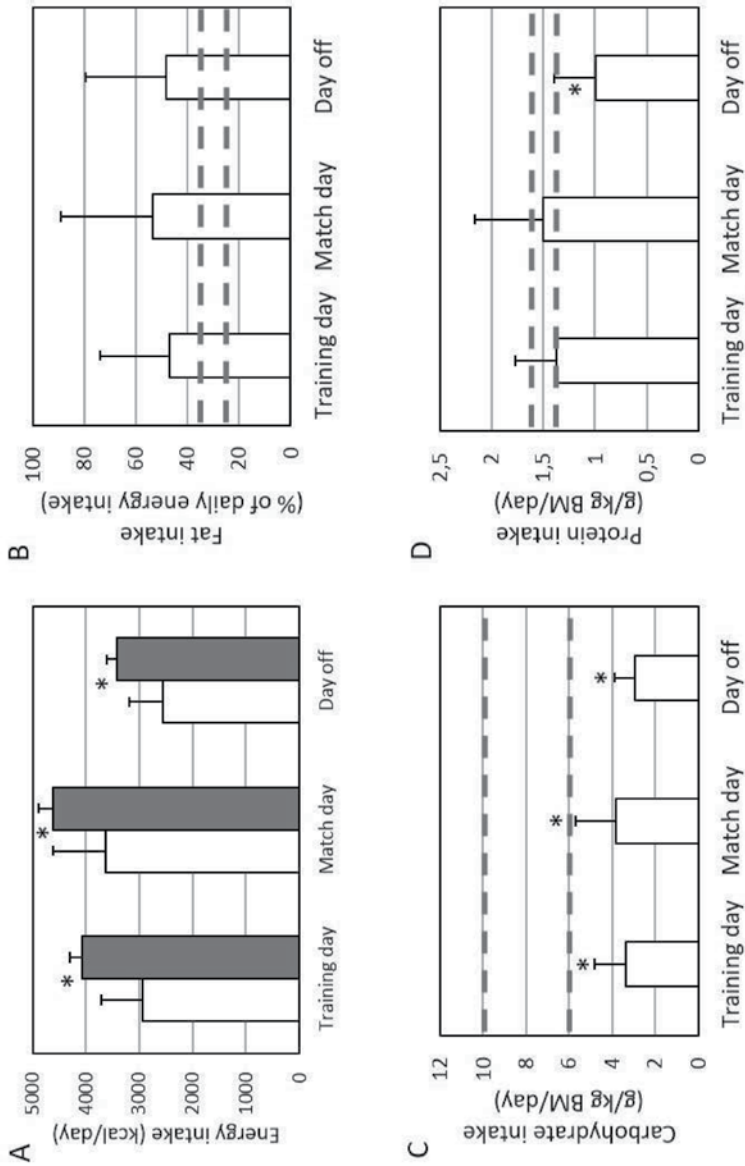 A
Energy intake (kcal/day)
5000
4000
3000
2000
1000
0
*
*
*
Training day
Match day
Day off
B
Fat intake
(% of daily energy intake)
100
80
60
40
20
0
Training day
Match day
Day off
C
Carbohydrate intake
(g/kg BM/day)
12
10
8
6
4
2
0
*
*
*
Training day
Match day
Day off
D
Protein intake
(g/kg BM/day)
2,5
2
1,5
1
0,5
0
*
Training day
Match day
Day off